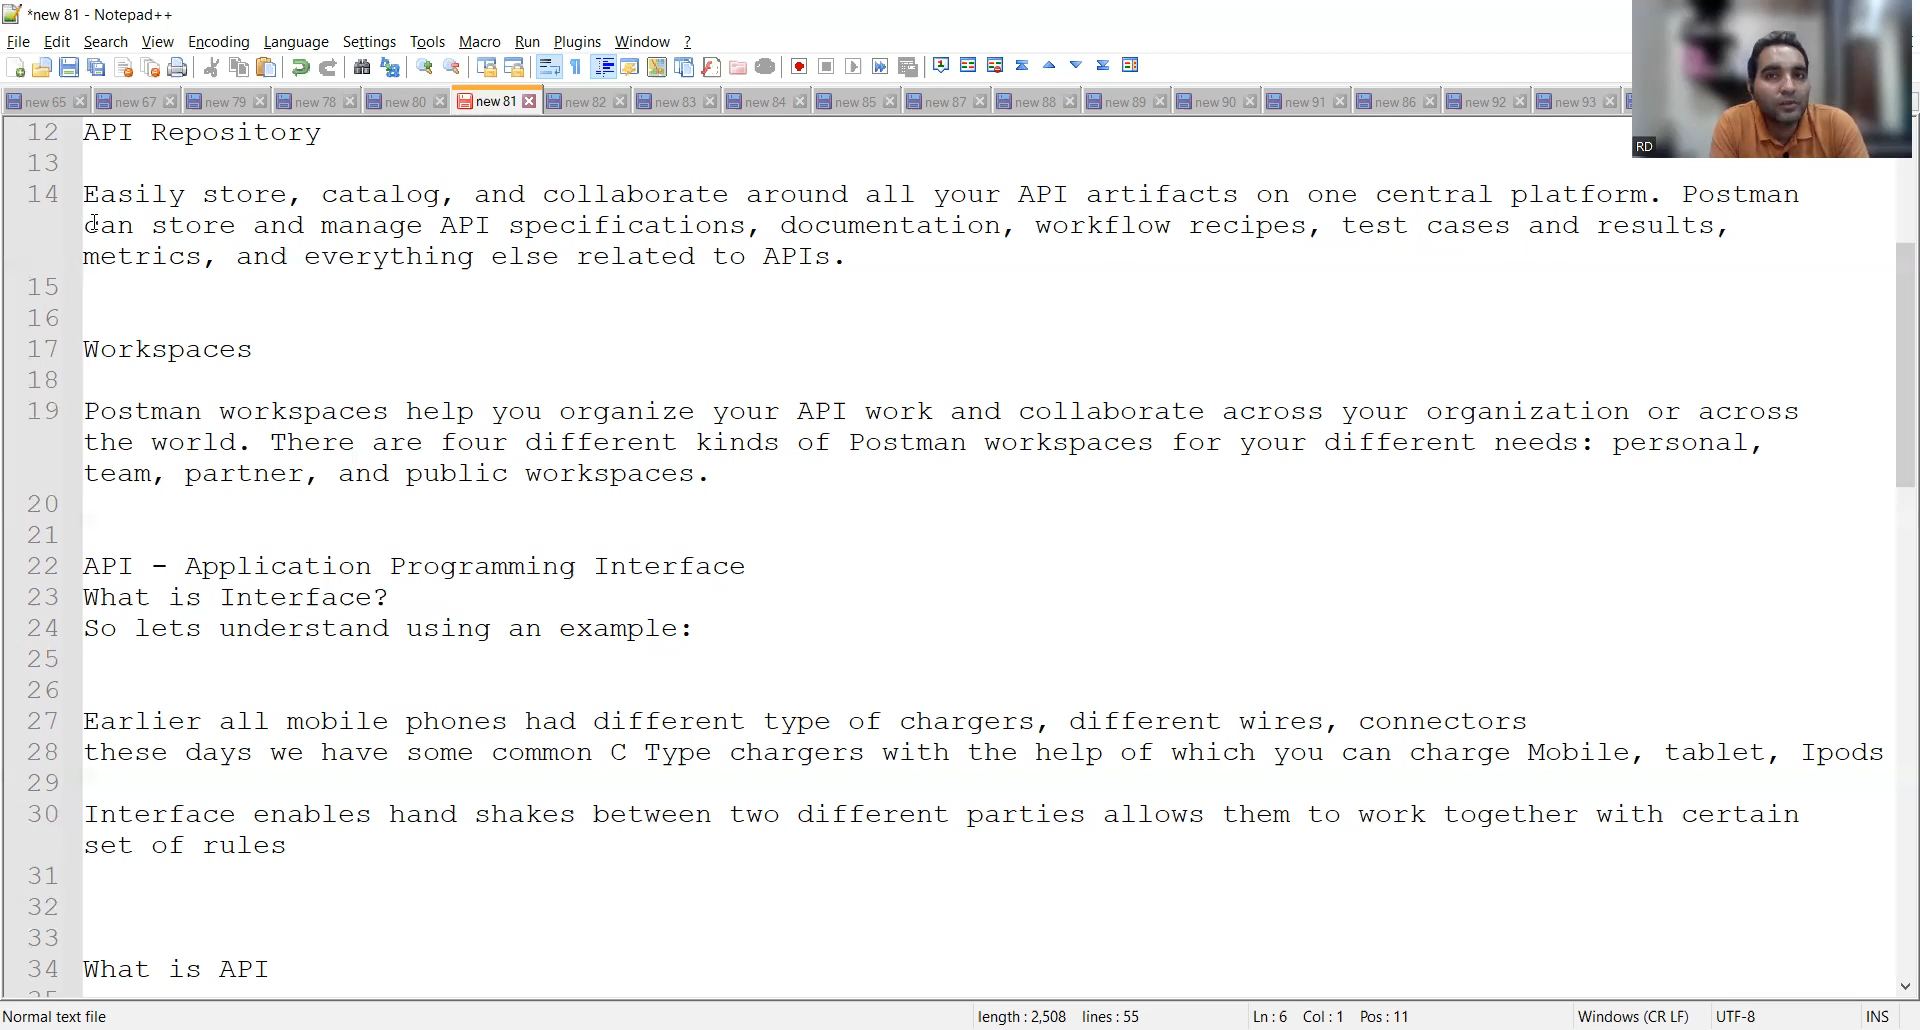 *new 81 - Notepad++
File Edit Search View Encoding Language Settings Tools Macro Run Plugins Window ?
new 65 new 67 new 79 new 78 new 80 new 81 new 82 new 83 new 84 new 85 new 87 new 88 new 89 new 90 new 91 new 86 new 92 new 93
RD
12 API Repository
13
14 Easily store, catalog, and collaborate around all your API artifacts on one central platform. Postman
can store and manage API specifications, documentation, workflow recipes, test cases and results,
metrics, and everything else related to APIs.
15
16
17 Workspaces
18
19 Postman workspaces help you organize your API work and collaborate across your organization or across
the world. There are four different kinds of Postman workspaces for your different needs: personal,
team, partner, and public workspaces.
20
21
22 API - Application Programming Interface
23 What is Interface?
24 So lets understand using an example:
25
26
27 Earlier all mobile phones had different type of chargers, different wires, connectors
28 these days we have some common C Type chargers with the help of which you can charge Mobile, tablet, Ipods
29
30 Interface enables hand shakes between two different parties allows them to work together with certain
set of rules
31
32
33
34 What is API
Normal text file length : 2,508 lines : 55 Ln : 6 Col : 1 Pos : 11 Windows (CR LF) UTF-8 INS